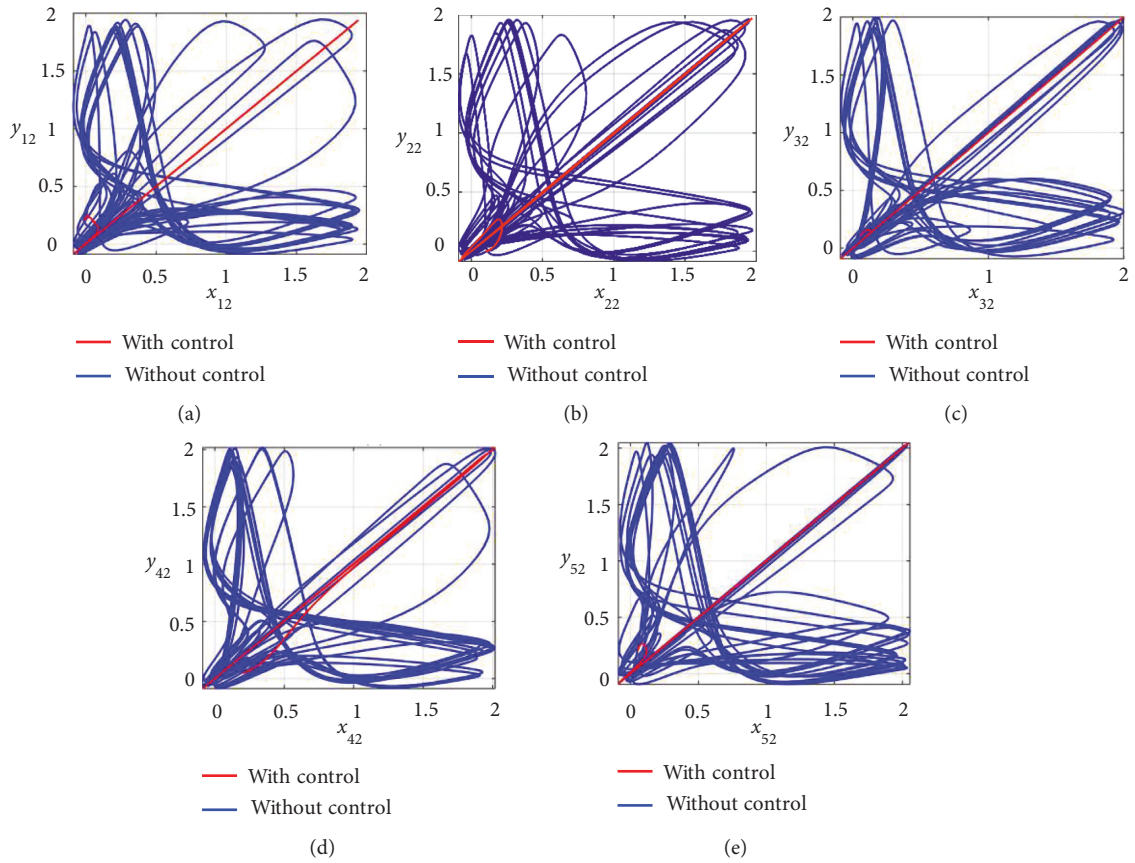 2
1.5
y12
1
0.5
0
0 0.5 1 1.5 2
x12
With control
Without control
(a)
2
1.5
1
y22
0.5
0
0 0.5 1 1.5 2
x22
With control
Without control
(b)
2
1.5
1
y32
0.5
0
0 1 2
x32
With control
Without control
(c)
2
1.5
y42
1
0.5
0
0 0.5 1 1.5 2
x42
With control
Without control
(d)
2
1.5
y52
1
0.5
0
0 0.5 1 1.5 2
x52
With control
Without control
(e)